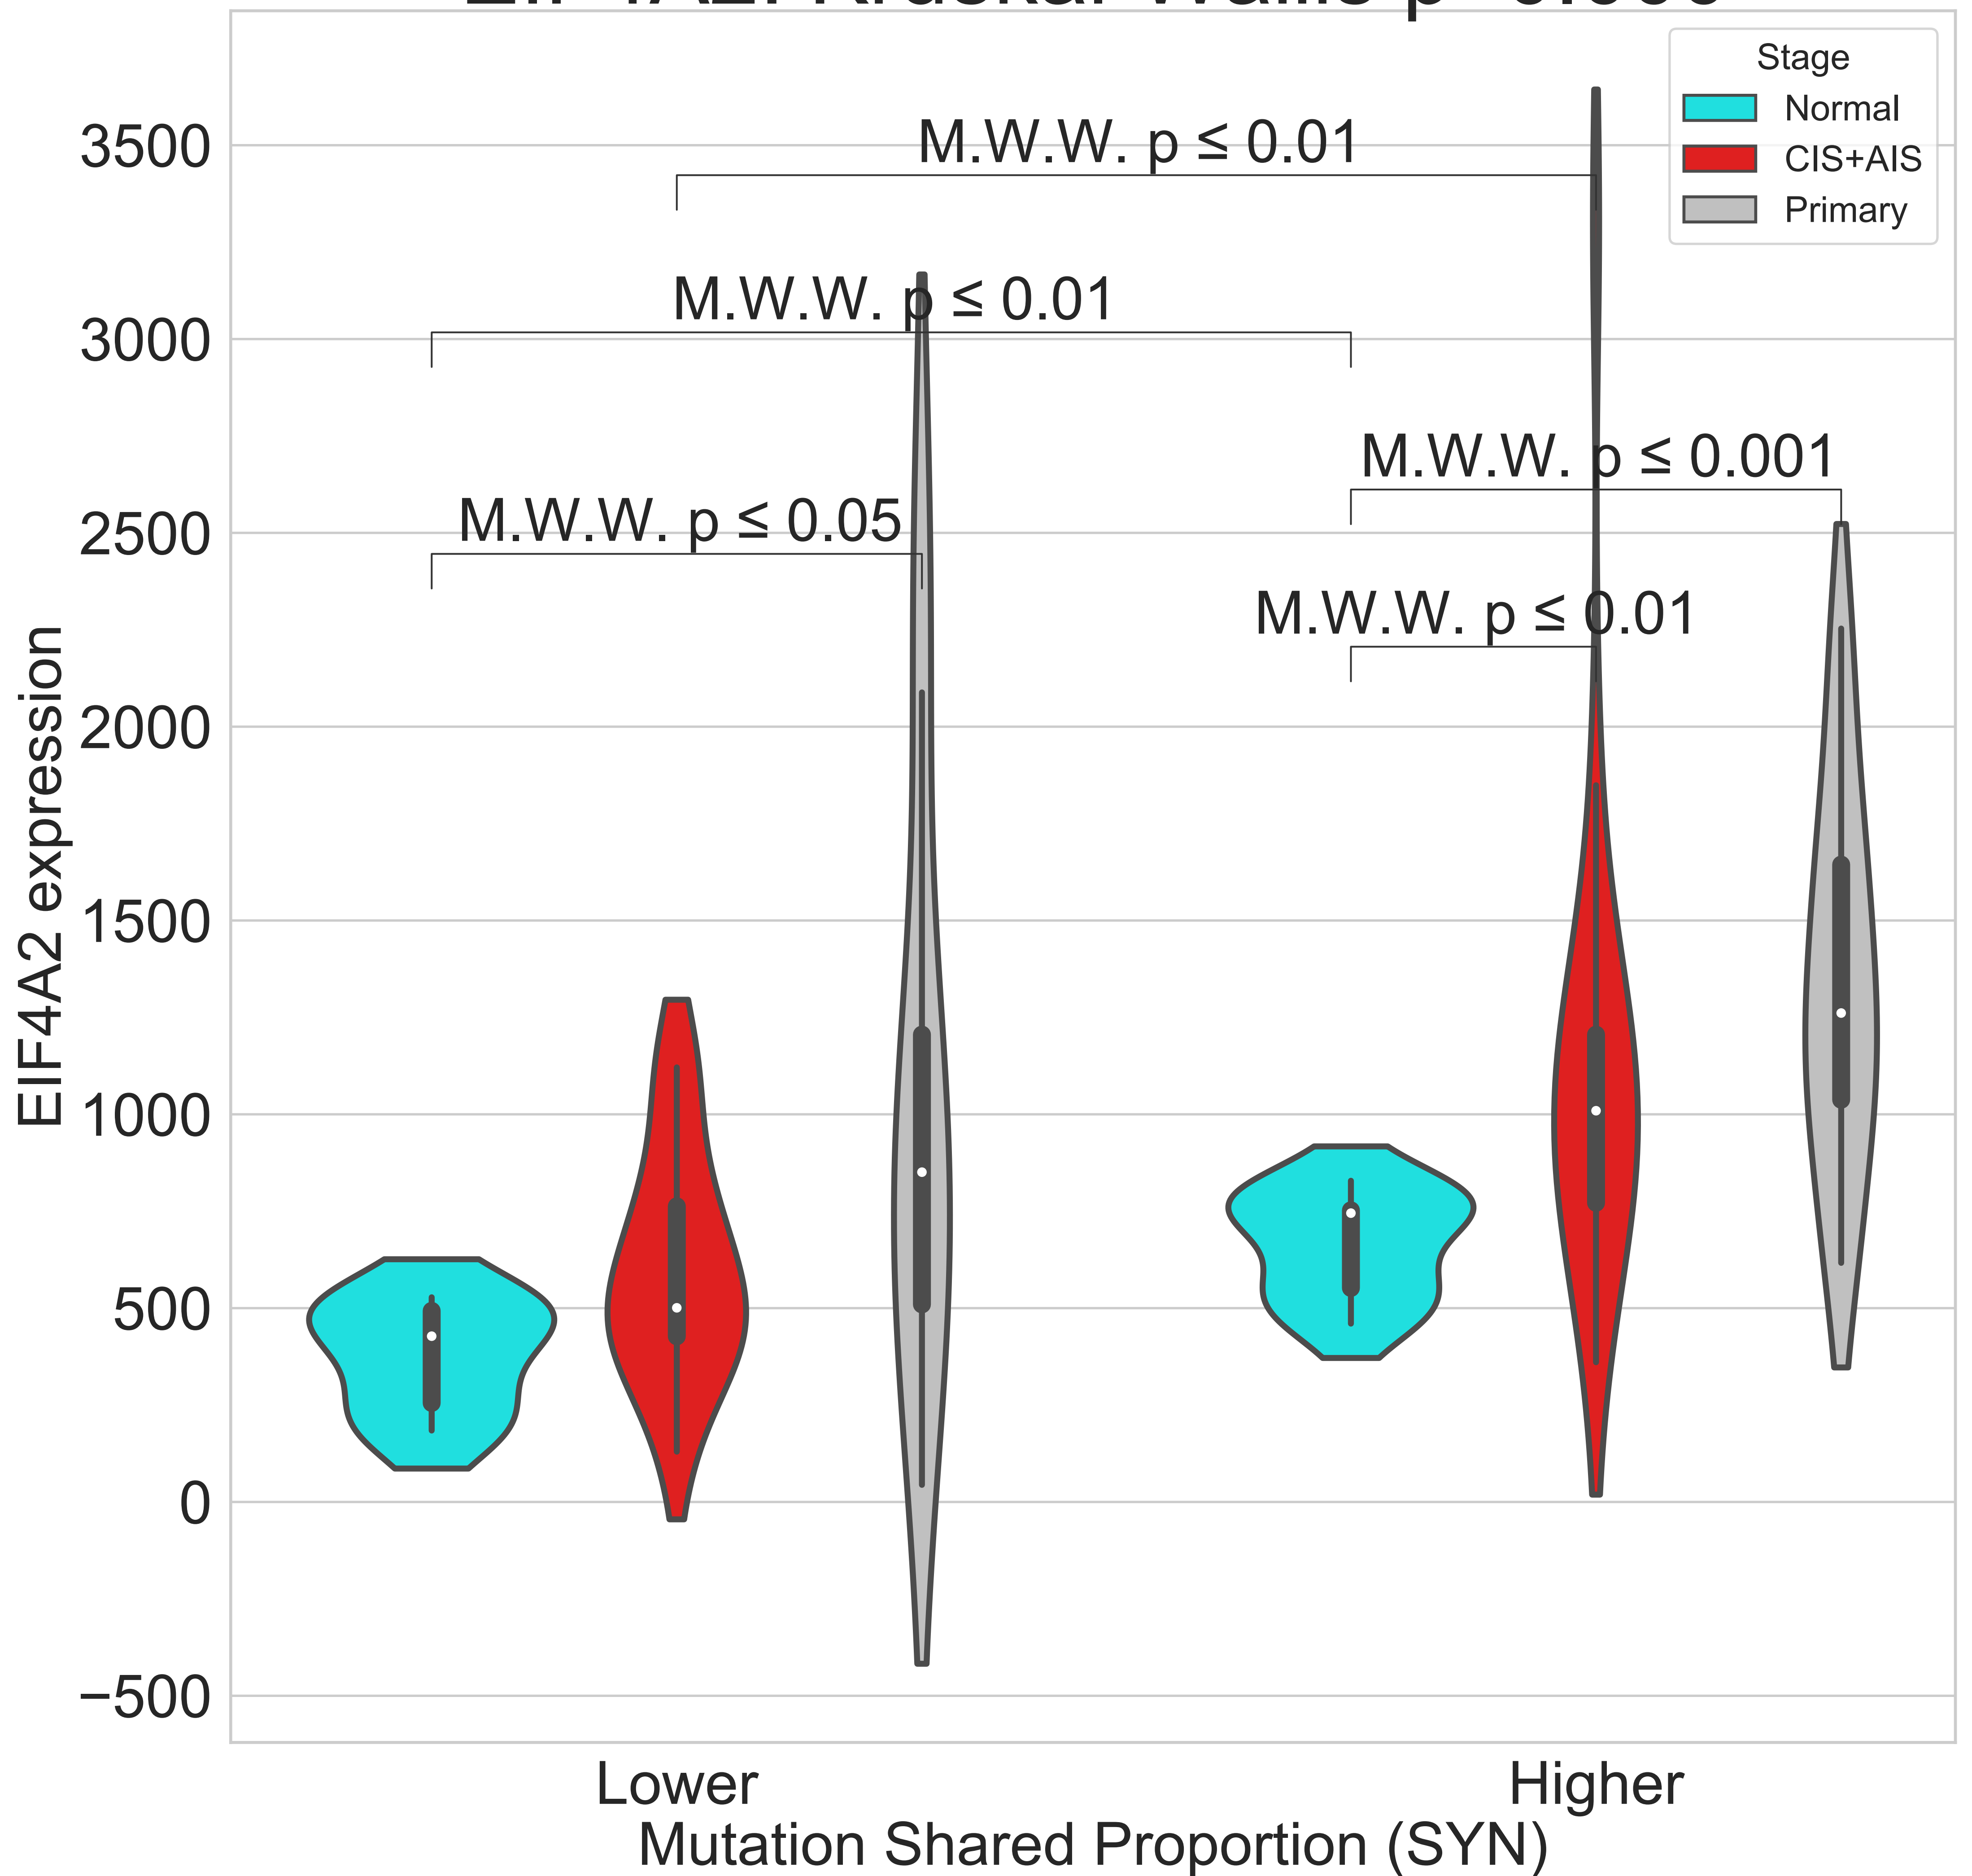 Stage
Normal
CIS+AIS
Primary
M.W.W. p ≤ 0.01
M.W.W. p ≤ 0.01
M.W.W. p ≤ 0.001
M.W.W. p ≤ 0.05
M.W.W. p ≤ 0.01
EIF4A2 expression
3500
3000
2500
2000
1500
1000
500
0
−500
Lower
Higher
Mutation Shared Proportion (SYN)